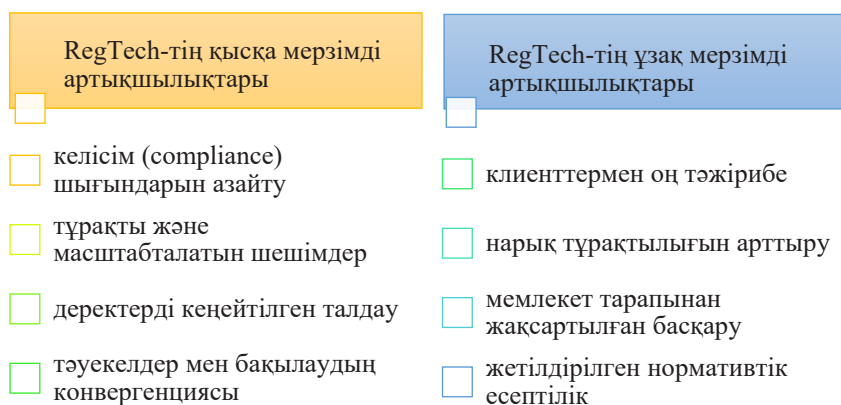 RegTech-тің қысқа мерзімді
артықшылықтары
келісім (compliance)
шығындарын азайту
тұрақты және
масштабталатын шешімдер
деректерді кеңейтілген талдау
тәуекелдер мен бақылаудың
конвергенциясы
RegTech-тің ұзақ мерзімді
артықшылықтары
клиенттермен оң тәжірибе
нарық тұрақтылығын арттыру
мемлекет тарапынан
жақсартылған басқару
жетілдірілген нормативтік
есептілік